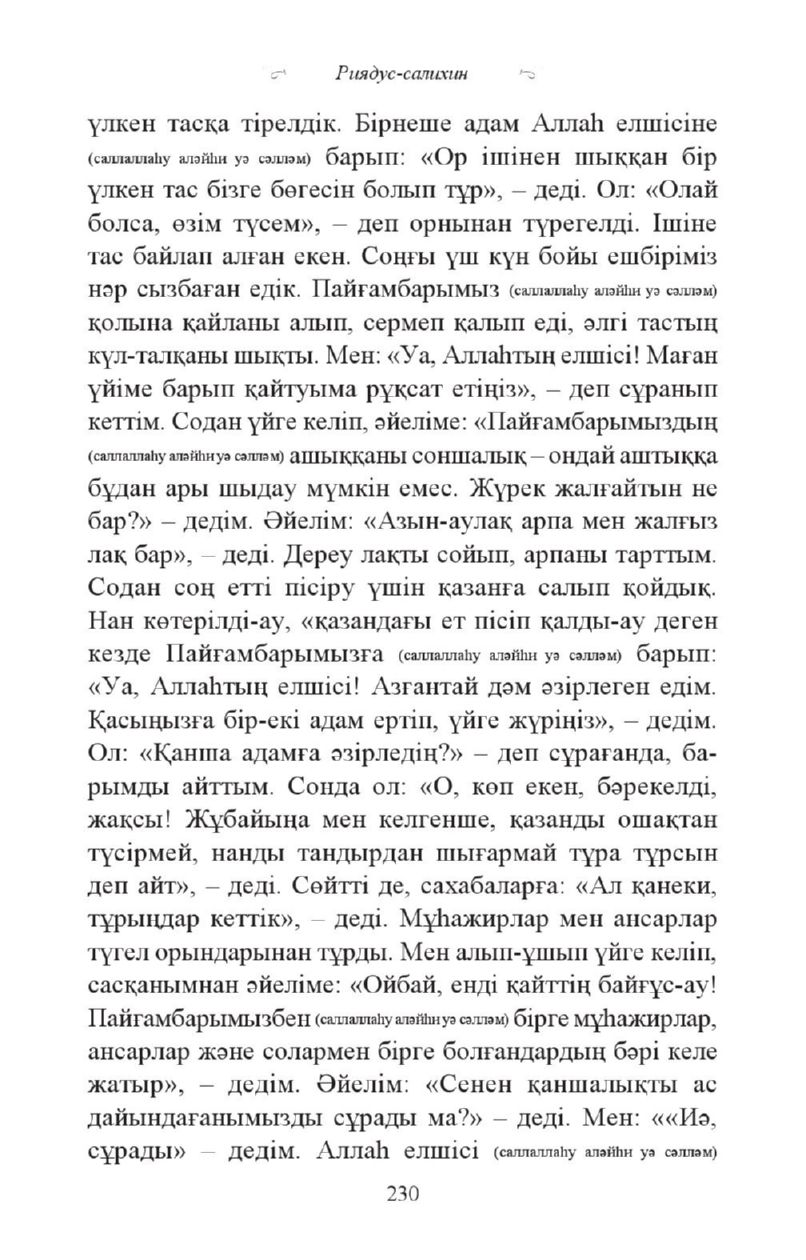 Риядус-салихин
үлкен тасқа тірелдік. Бірнеше адам Аллаһ елшісіне
(саллаллаһу аләйһи уә сәлләм) барып: «Ор ішінен шыққан бір
үлкен тас бізге бөгесін болып тұр», – деді. Ол: «Олай
болса, өзім түсем», – деп орнынан түрегелді. Ішіне
тас байлап алған екен. Соңғы үш күн бойы ешбіріміз
нәр сызбаған едік. Пайғамбарымыз (саллаллаһу аләйһи уә сәлләм)
қолына қайланы алып, сермеп қалып еді, әлгі тастың
күл-талқаны шықты. Мен: «Уа, Аллаһтың елшісі! Маған
үйіме барып қайтуыма рұқсат етіңіз», – деп сұранып
кеттім. Содан үйге келіп, әйеліме: «Пайғамбарымыздың
(саллаллаһу аләйһи уә сәлләм) ашыққаны соншалық – ондай аштыққа
бұдан ары шыдау мүмкін емес. Жүрек жалғайтын не
бар?» – дедім. Әйелім: «Азын-аулақ арпа мен жалғыз
лақ бар», – деді. Дереу лақты сойып, арпаны тарттым.
Содан соң етті пісіру үшін қазанға салып қойдық.
Нан көтерілді-ау, «қазандағы ет пісіп қалды-ау деген
кезде Пайғамбарымызға (саллаллаһу аләйһи уә сәлләм) барып:
«Уа, Аллаһтың елшісі! Азғантай дәм әзірлеген едім.
Қасыңызға бір-екі адам ертіп, үйге жүріңіз», – дедім.
Ол: «Қанша адамға әзірледің?» – деп сұрағанда, ба-
рымды айттым. Сонда ол: «О, көп екен, бәрекелді,
жақсы! Жұбайыңа мен келгенше, қазанды ошақтан
түсірмей, нанды тандырдан шығармай тұра тұрсын
деп айт», – деді. Сөйтті де, сахабаларға: «Ал қанеки,
тұрыңдар кеттік», – деді. Мұһажирлар мен ансарлар
түгел орындарынан тұрды. Мен алып-ұшып үйге келіп,
сасқанымнан әйеліме: «Ойбай, енді қайттің байғұс-ау!
Пайғамбарымызбен (саллаллаһу аләйһи уә сәлләм) бірге мұһажирлар,
ансарлар және солармен бірге болғандардың бәрі келе
жатыр», – дедім. Әйелім: «Сенен қаншалықты ас
дайындағанымызды сұрады ма?» – деді. Мен: ««Иә,
сұрады» – дедім. Аллаһ елшісі (саллаллаһу аләйһи уә сәлләм)
230